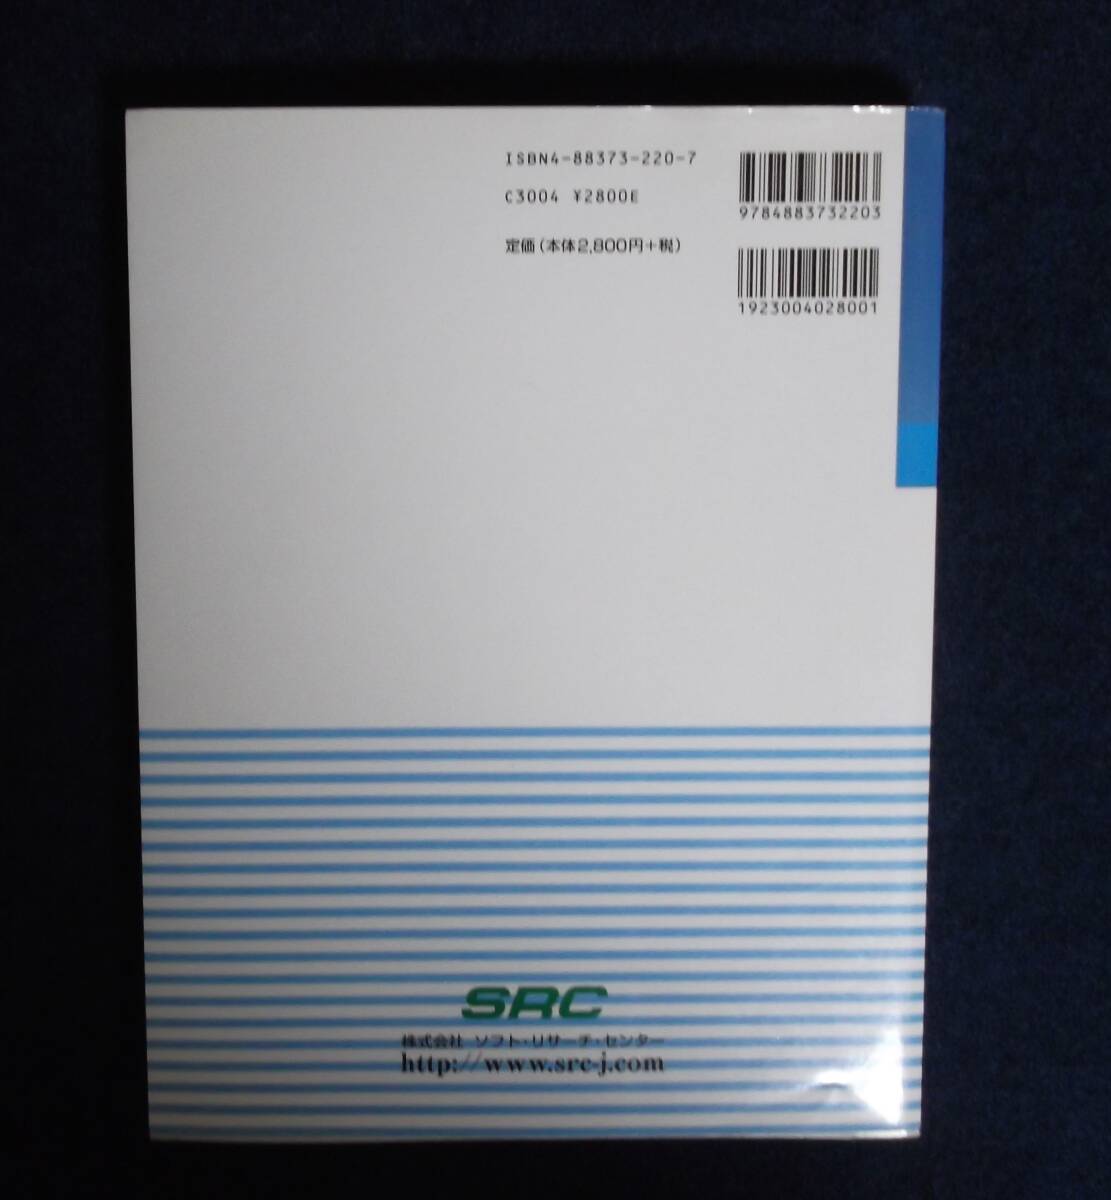 ISBN4-88373-220-7
C3004 ¥2800E
定価(本体2,800円+税)
9784883732203
1923004028001
SRC
株式会社 ソフト・リサーチ・センター
http://www.src-j.com